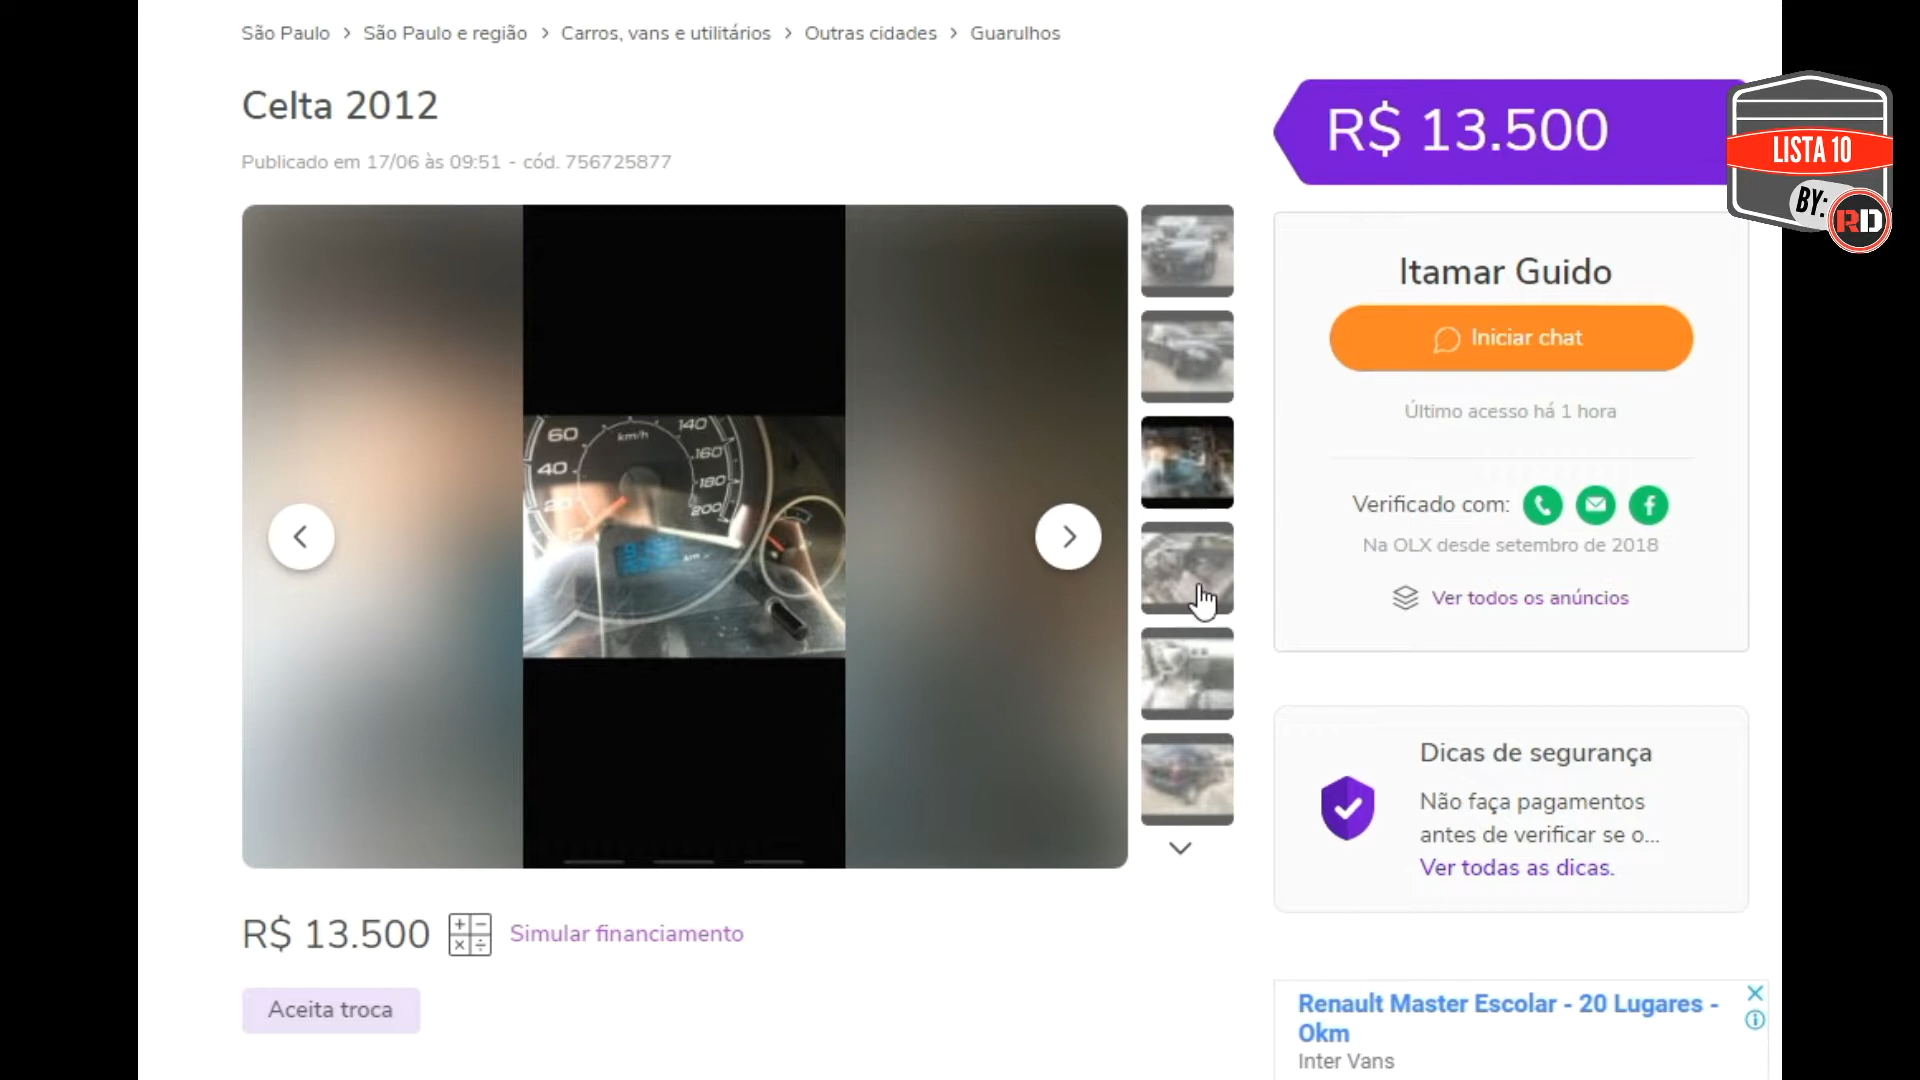 São Paulo > São Paulo e região > Carros, vans e utilitários > Outras cidades > Guarulhos
Celta 2012
Publicado em 17/06 às 09:51 - cód. 756725877
R$ 13.500
LISTA 10
BY: RD
Itamar Guido
Iniciar chat
Último acesso há 1 hora
Verificado com:
Na OLX desde setembro de 2018
Ver todos os anúncios
60
km/h
140
40
160
180
20
200
km
Dicas de segurança
Não faça pagamentos
antes de verificar se o...
Ver todas as dicas.
R$ 13.500
Simular financiamento
Aceita troca
Renault Master Escolar - 20 Lugares -
0km
Inter Vans